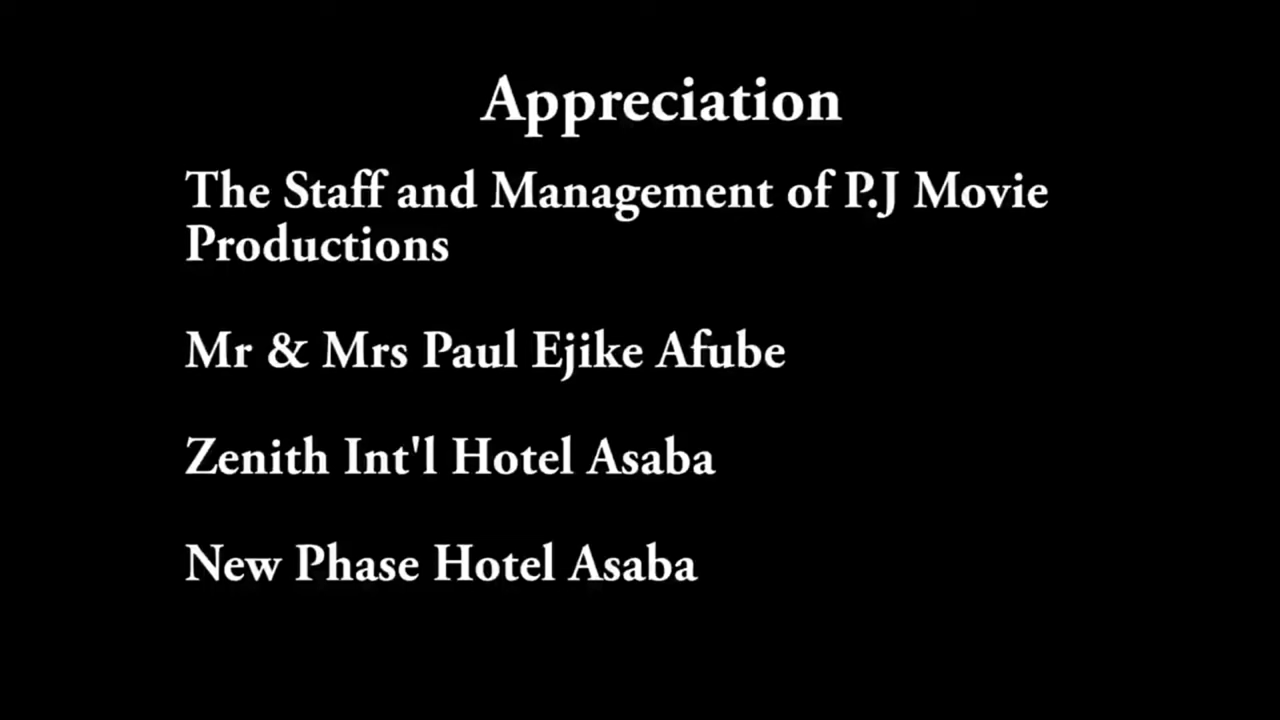 Appreciation
The Staff and Management of P.J Movie
Productions
Mr & Mrs Paul Ejike Afube
Zenith Int'l Hotel Asaba
New Phase Hotel Asaba